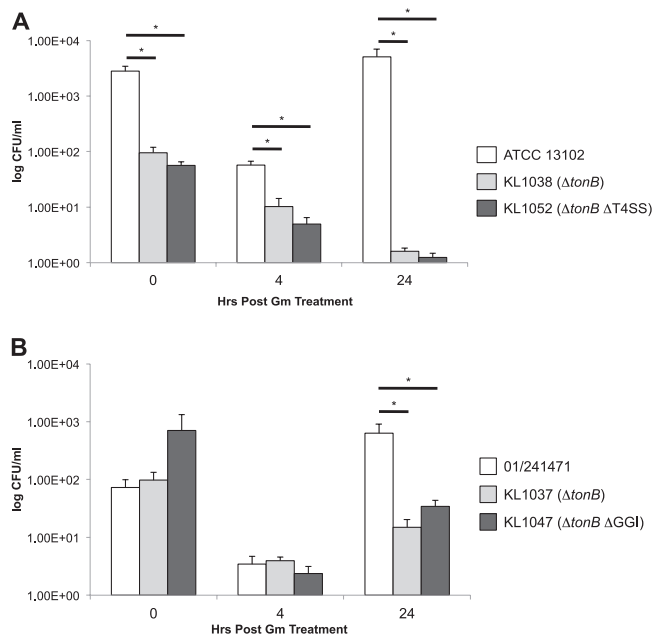 A
log CFU/ml
1.00E+04
1.00E+03
1.00E+02
1.00E+01
1.00E+00
*
*
*
*
*
*
0
4
24
Hrs Post Gm Treatment
ATCC 13102
KL1038 (ΔtonB)
KL1052 (ΔtonB ΔT4SS)
B
log CFU/ml
1.00E+04
1.00E+03
1.00E+02
1.00E+01
1.00E+00
*
*
0
4
24
Hrs Post Gm Treatment
01/241471
KL1037 (ΔtonB)
KL1047 (ΔtonB ΔGGI)